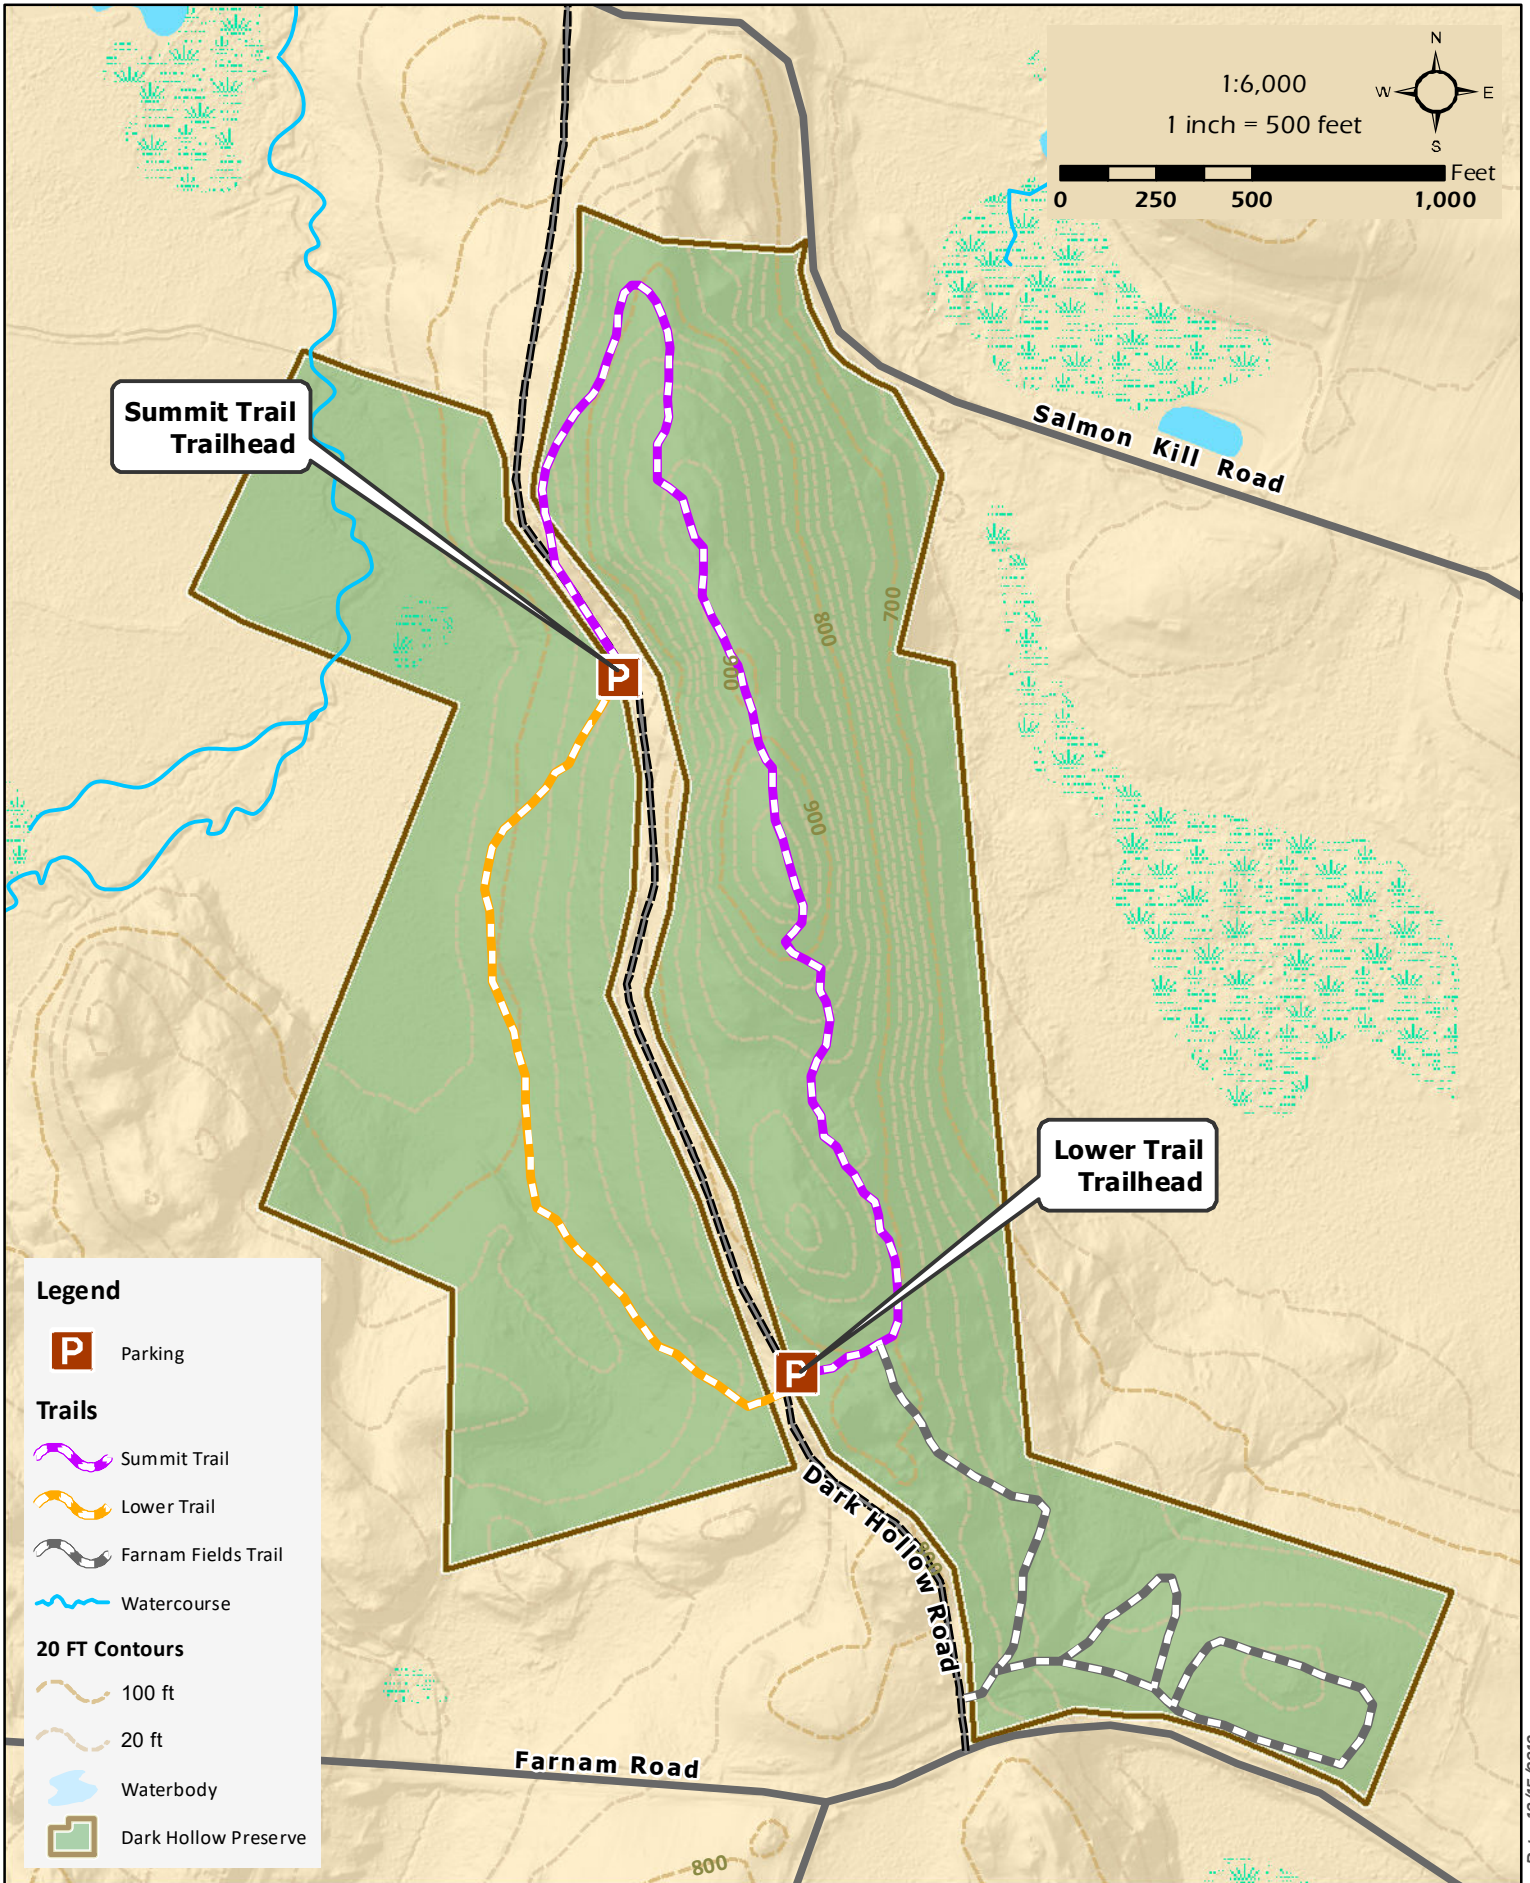 N
W E
S
1:6,000
1 inch = 500 feet
Feet
0 250 500 1,000
Summit Trail
Trailhead
Salmon Kill Road
700
800
900
900
P
Lower Trail
Trailhead
P
Dark Hollow Road
800
Farnam Road
800
Legend
P Parking
Trails
Summit Trail
Lower Trail
Farnam Fields Trail
Watercourse
20 FT Contours
100 ft
20 ft
Waterbody
Dark Hollow Preserve